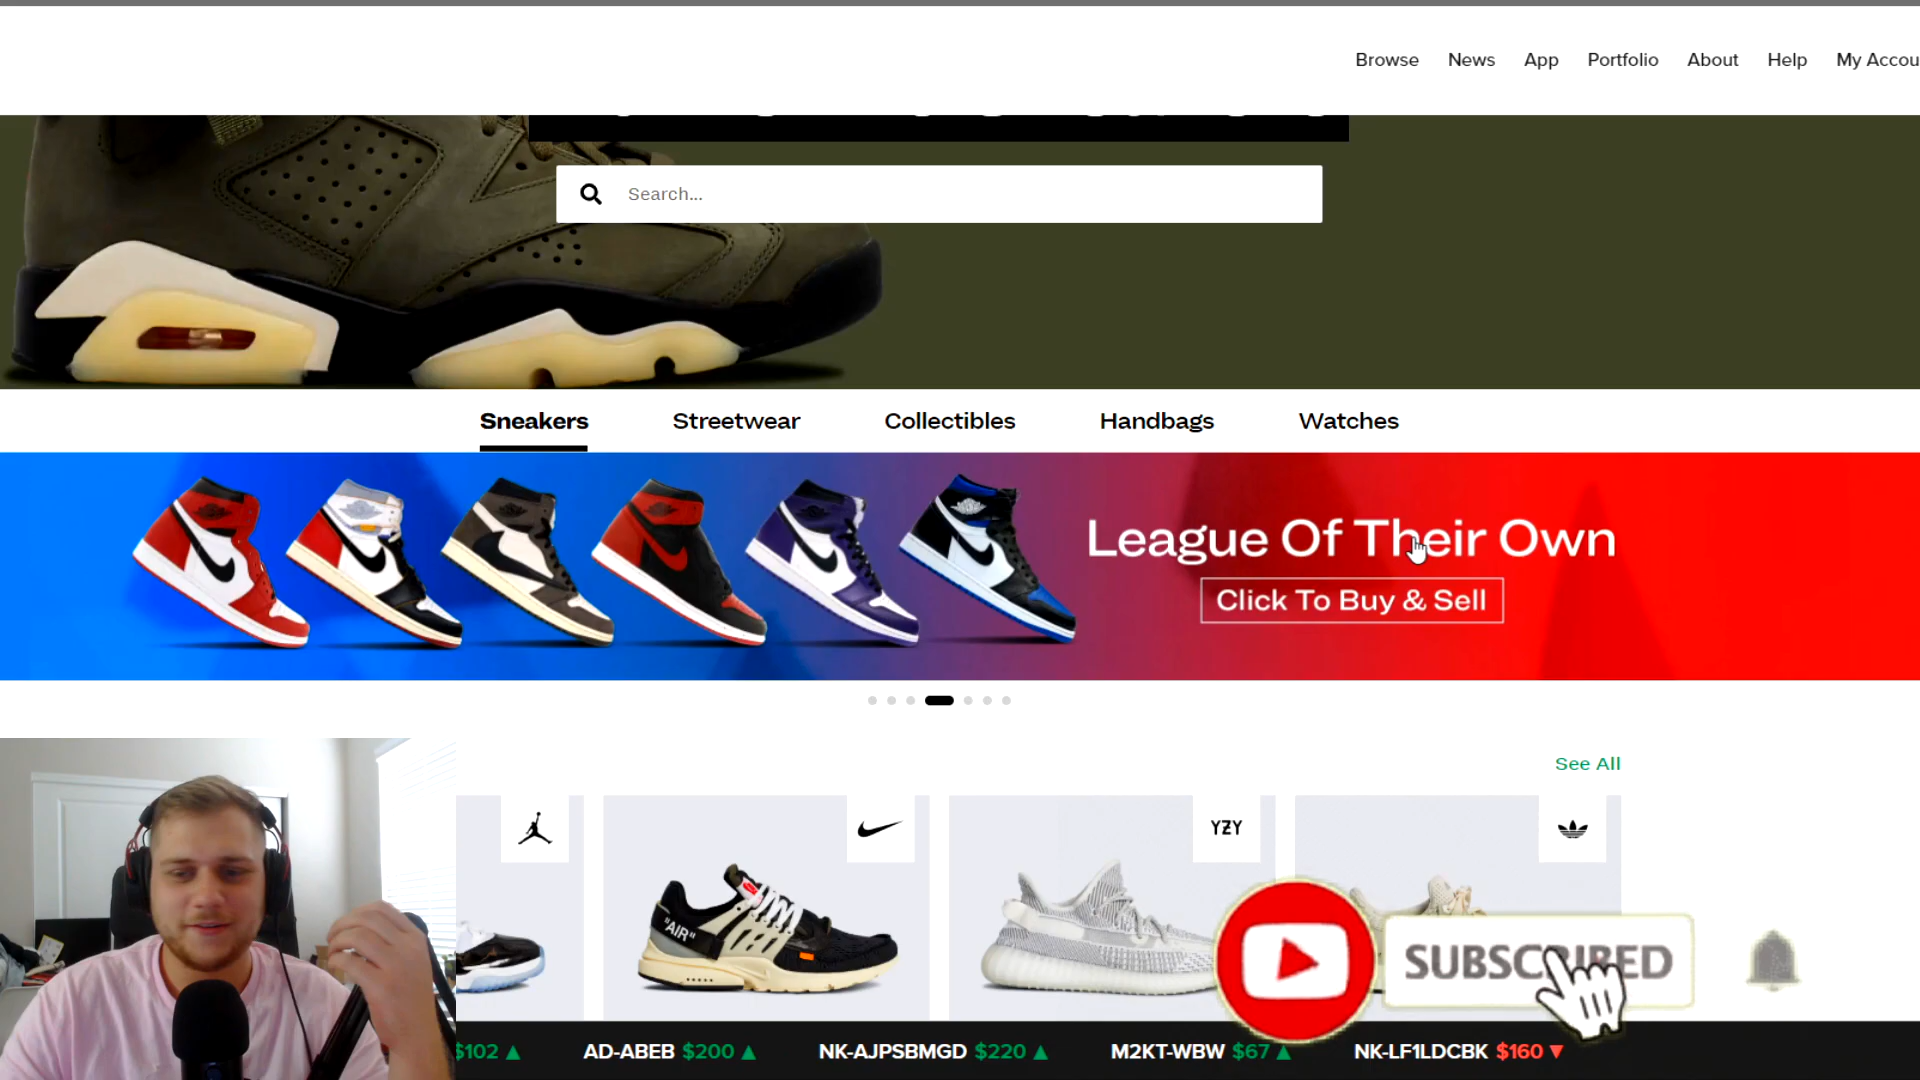 Browse News App Portfolio About Help My Accou
Search...
Sneakers Streetwear Collectibles Handbags Watches
League Of Their Own
Click To Buy & Sell
See All
YZY
"AIR"
SUBSCRIBED
$102 ▲ AD-ABEB $200 ▲ NK-AJPSBMGD $220 ▲ M2KT-WBW $67 ▲ NK-LF1LDCBK $160 ▼